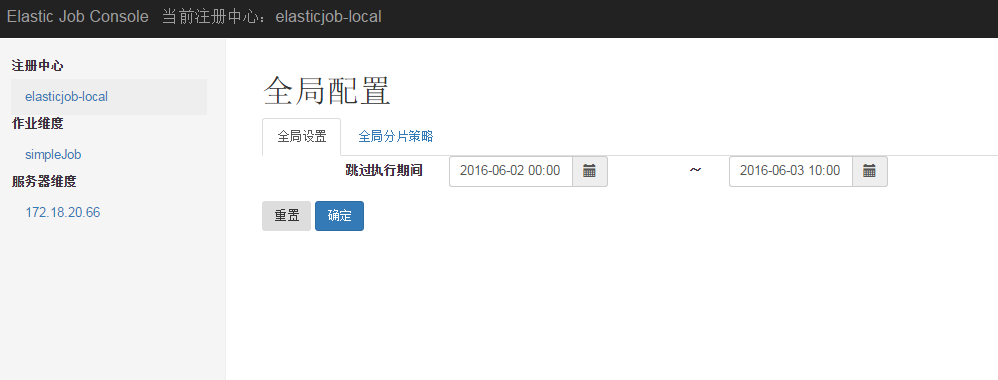 Elastic Job Console 当前注册中心：elasticjob-local
注册中心
elasticjob-local
作业维度
simpleJob
服务器维度
172.18.20.66
全局配置
全局设置 全局分片策略
跳过执行期间 2016-06-02 00:00 ~ 2016-06-03 10:00
重置 确定